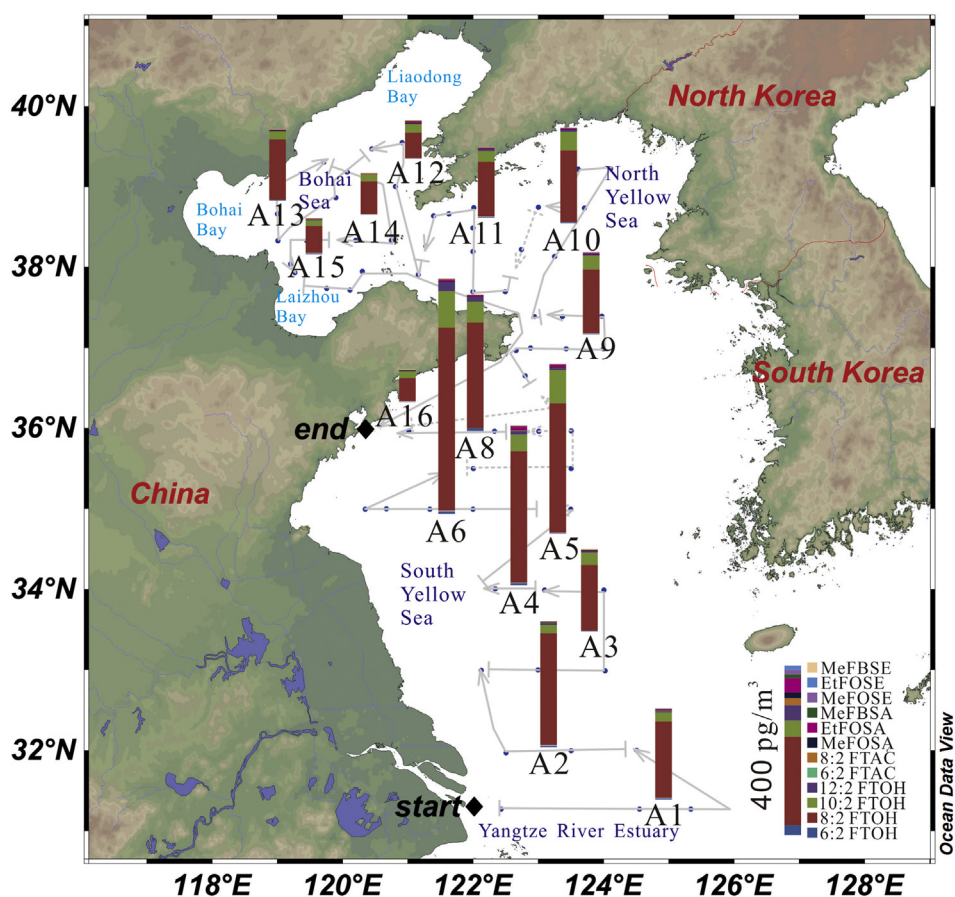 40°N
38°N
36°N
34°N
32°N
118°E
120°E
122°E
124°E
126°E
128°E
Liaodong
Bay
North Korea
A12
Bohai
Sea
North
Yellow
Sea
A13
Bohai
Bay
A14
A11
A10
A15
Laizhou
Bay
A9
South Korea
A16
end
A8
China
A6
A5
South
Yellow
Sea
A4
A3
A2
start
A1
Yangtze River Estuary
400 pg/m³
MeFBSE
EtFOSE
MeFOSE
MeFBSA
EtFOSA
MeFOSA
8:2 FTAC
6:2 FTAC
12:2 FTOH
10:2 FTOH
8:2 FTOH
6:2 FTOH
Ocean Data View